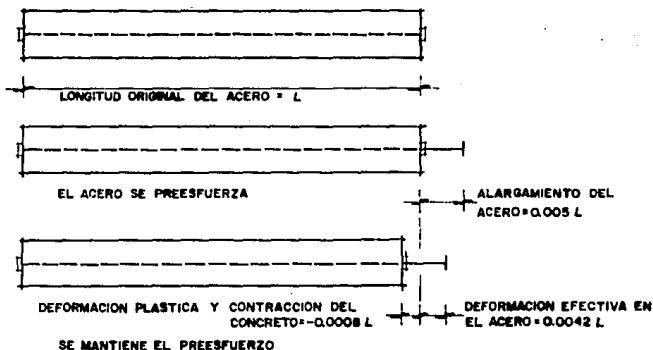 LONGITUD ORIGINAL DEL ACERO = L
EL ACERO SE PREESFUERZA
ALARGAMIENTO DEL
ACERO=0.005 L
DEFORMACION PLASTICA Y CONTRACCION DEL
CONCRETO=-0.0008 L
DEFORMACION EFECTIVA EN
EL ACERO=0.0042 L
SE MANTIENE EL PREESFUERZO